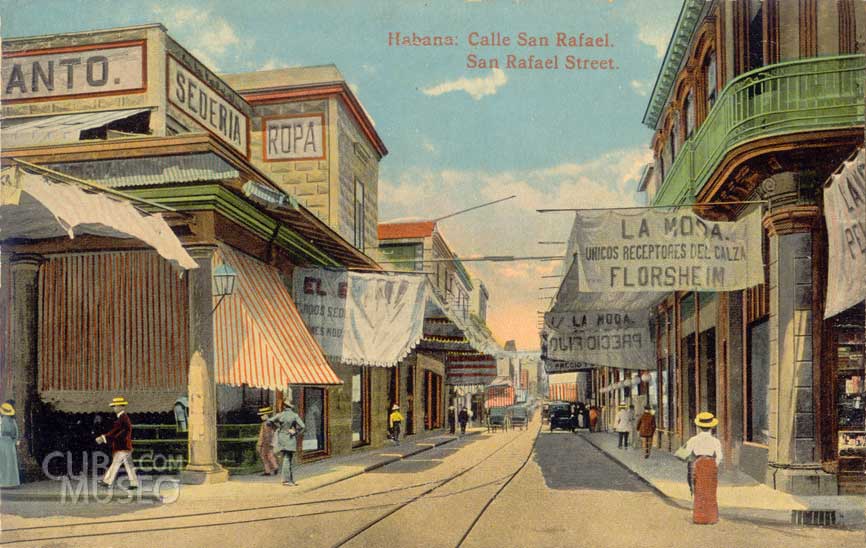 Habana: Calle San Rafael.
San Rafael Street.
ANTO.
SEDERIA
ROPA
LA MODA.
UNICOS RECEPTORES DEL CALZA
FLORSHEIM
EL
LA MODA.
PRECIO FIJO
CUBA
.COM
MUSEO